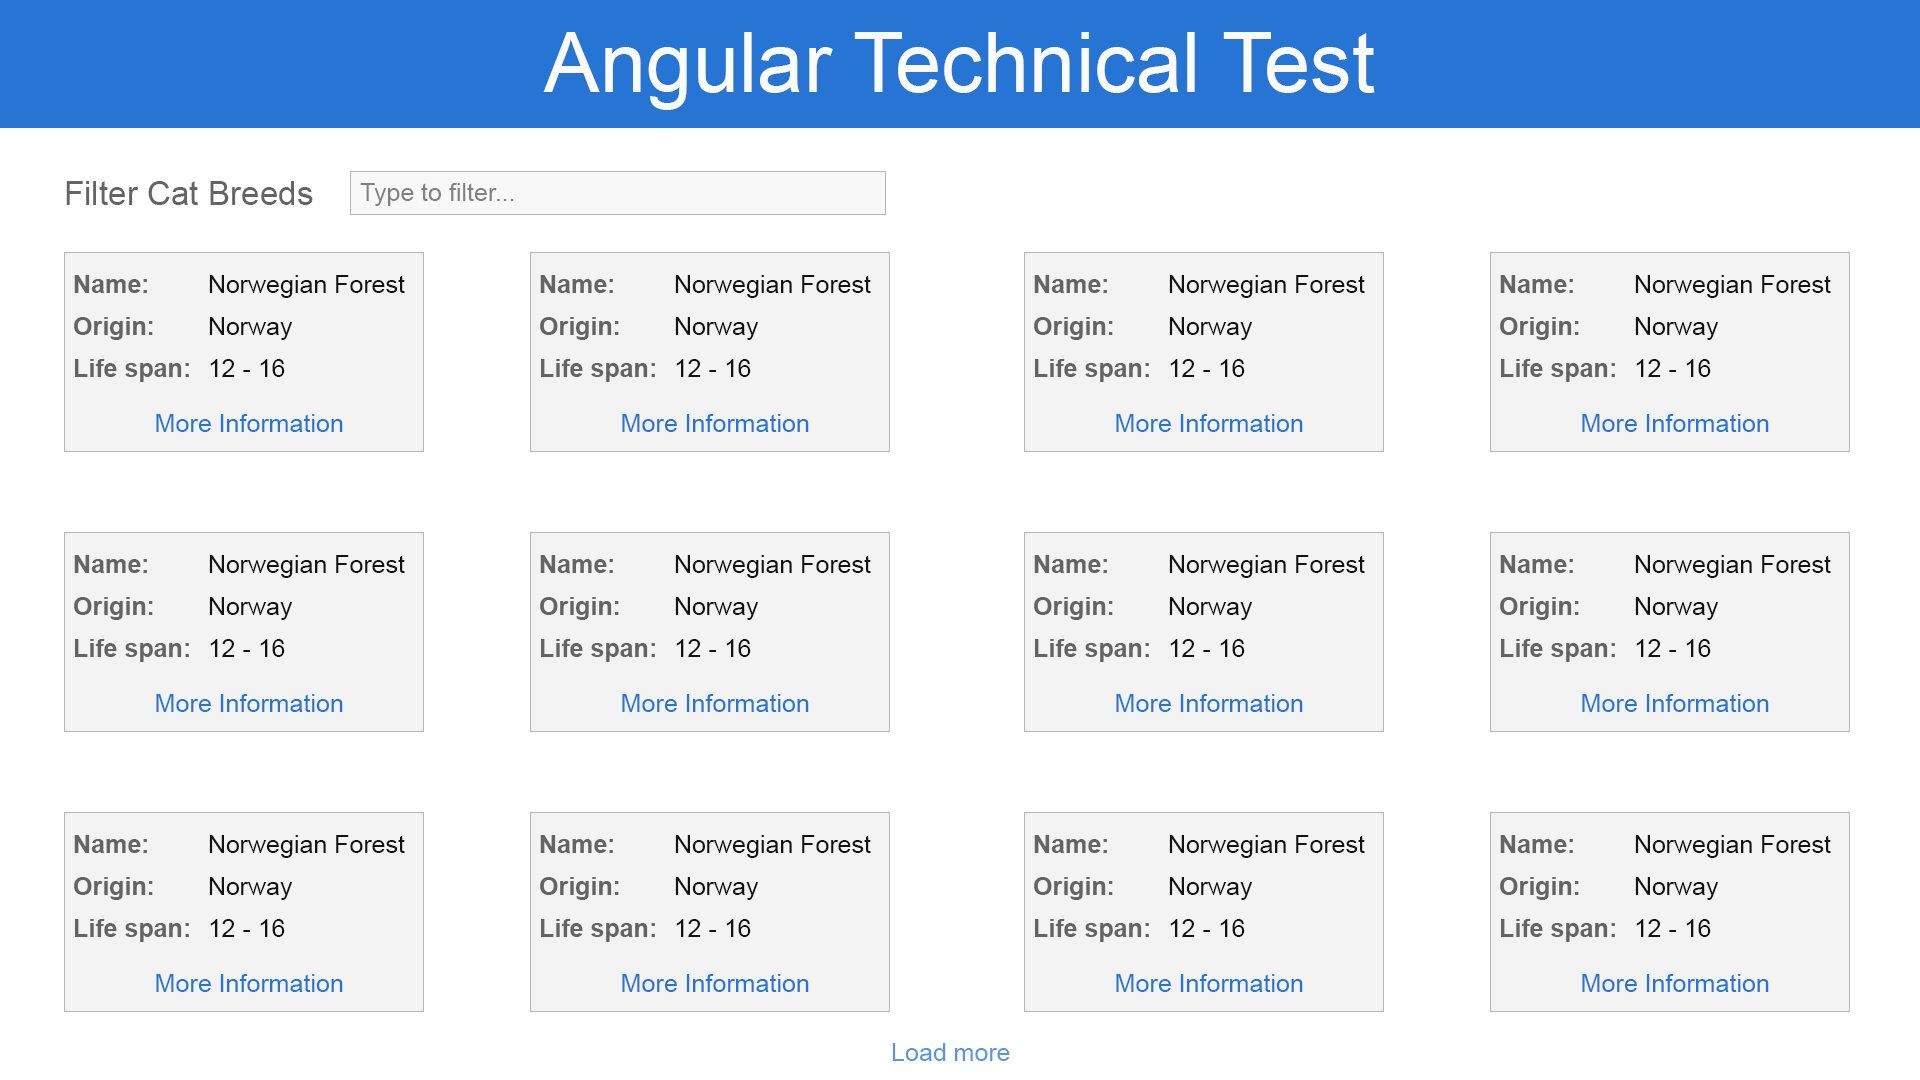 Angular Technical Test
Filter Cat Breeds Type to filter...
Name: Norwegian Forest
Origin: Norway
Life span: 12 - 16
More Information
Name: Norwegian Forest
Origin: Norway
Life span: 12 - 16
More Information
Name: Norwegian Forest
Origin: Norway
Life span: 12 - 16
More Information
Name: Norwegian Forest
Origin: Norway
Life span: 12 - 16
More Information
Name: Norwegian Forest
Origin: Norway
Life span: 12 - 16
More Information
Name: Norwegian Forest
Origin: Norway
Life span: 12 - 16
More Information
Name: Norwegian Forest
Origin: Norway
Life span: 12 - 16
More Information
Name: Norwegian Forest
Origin: Norway
Life span: 12 - 16
More Information
Name: Norwegian Forest
Origin: Norway
Life span: 12 - 16
More Information
Name: Norwegian Forest
Origin: Norway
Life span: 12 - 16
More Information
Name: Norwegian Forest
Origin: Norway
Life span: 12 - 16
More Information
Name: Norwegian Forest
Origin: Norway
Life span: 12 - 16
More Information
Load more